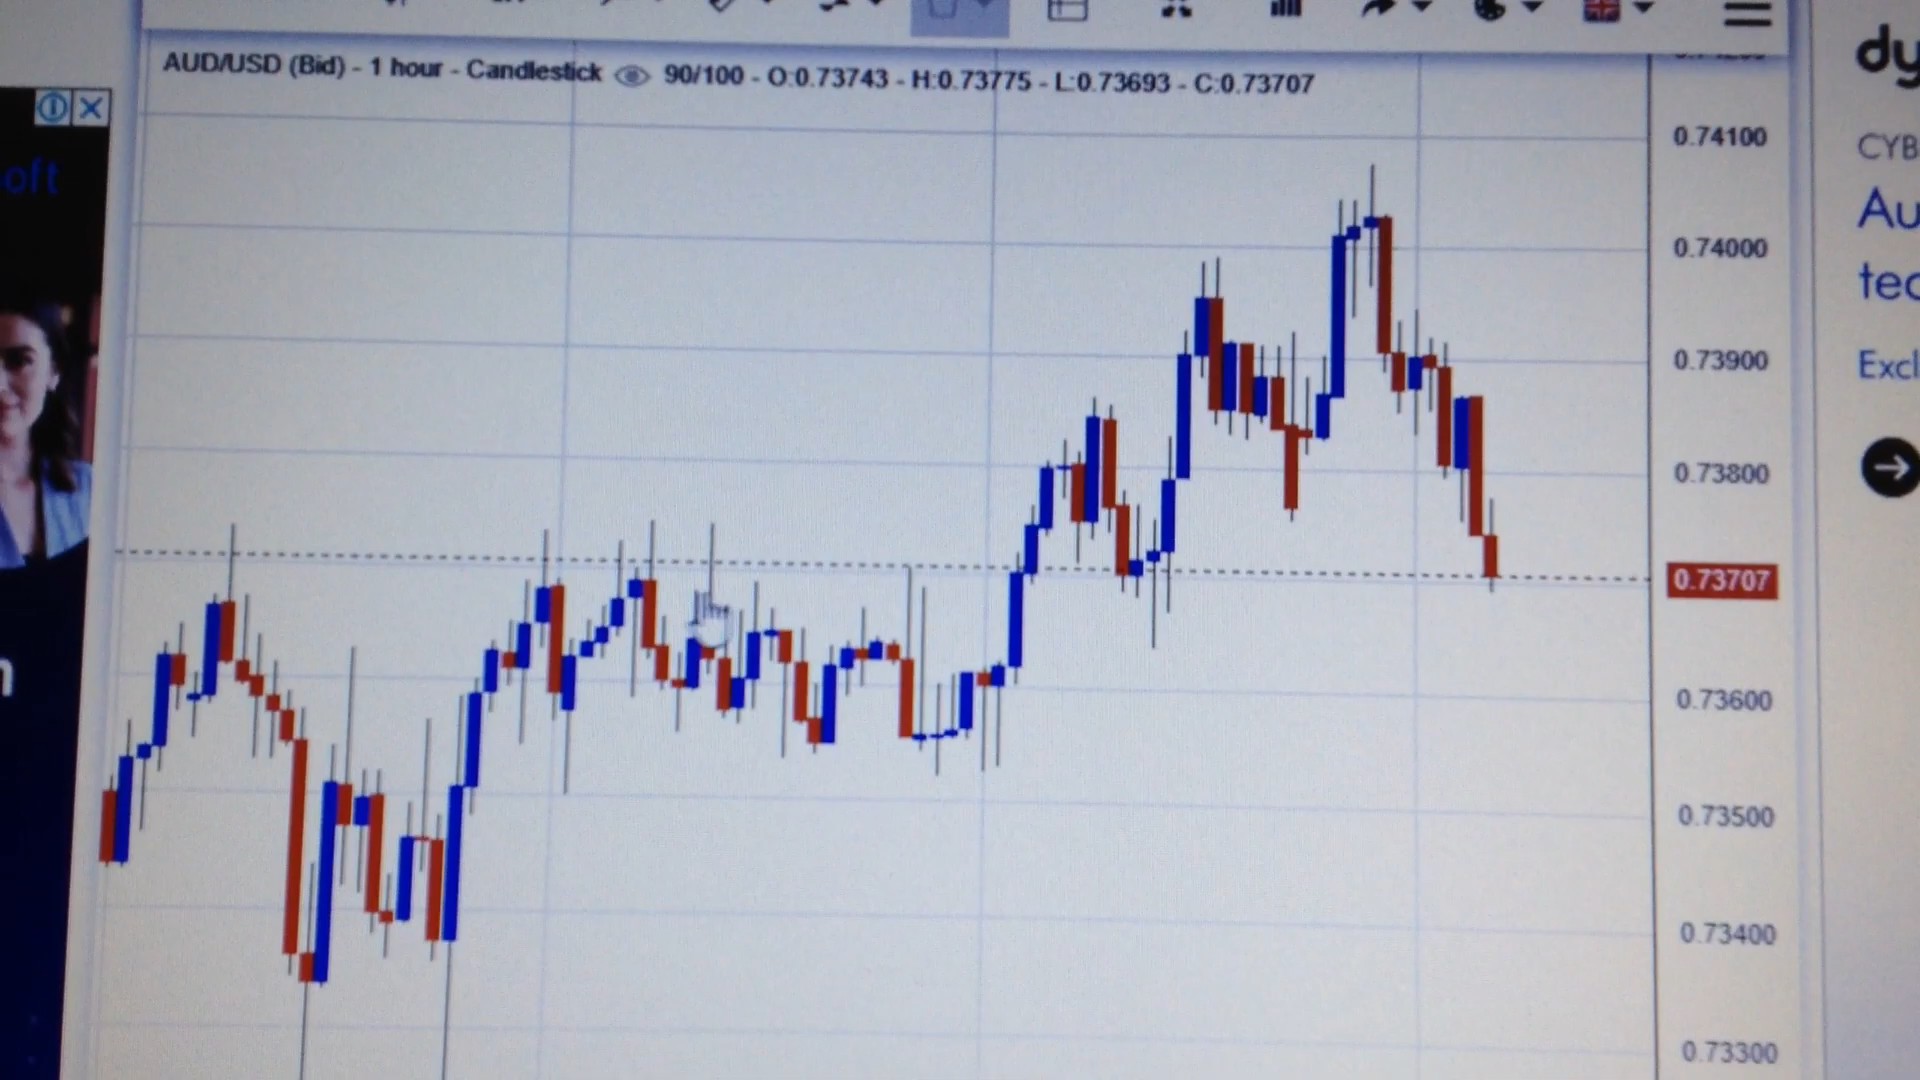 AUD/USD (Bid) - 1 hour - Candlestick 90/100 - O:0.73743 - H:0.73775 - L:0.73693 - C:0.73707
0.74100
0.74000
0.73900
0.73800
0.73707
0.73600
0.73500
0.73400
0.73300
oft
dy
CYB
Au
tec
Excl